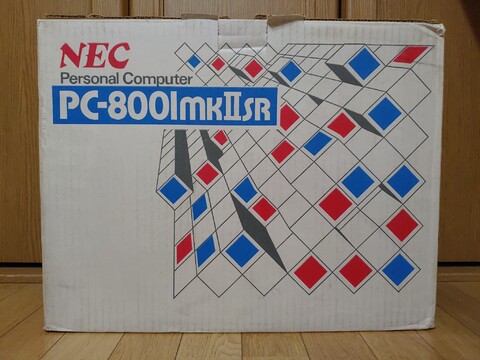 NEC
Personal Computer
PC-8001mkIISR